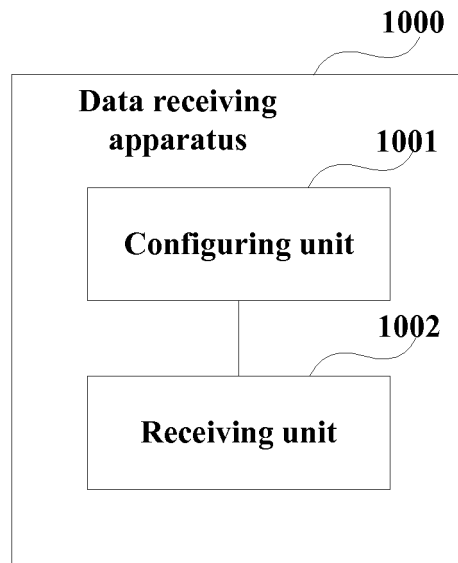 1000
Data receiving
apparatus
1001
Configuring unit
1002
Receiving unit